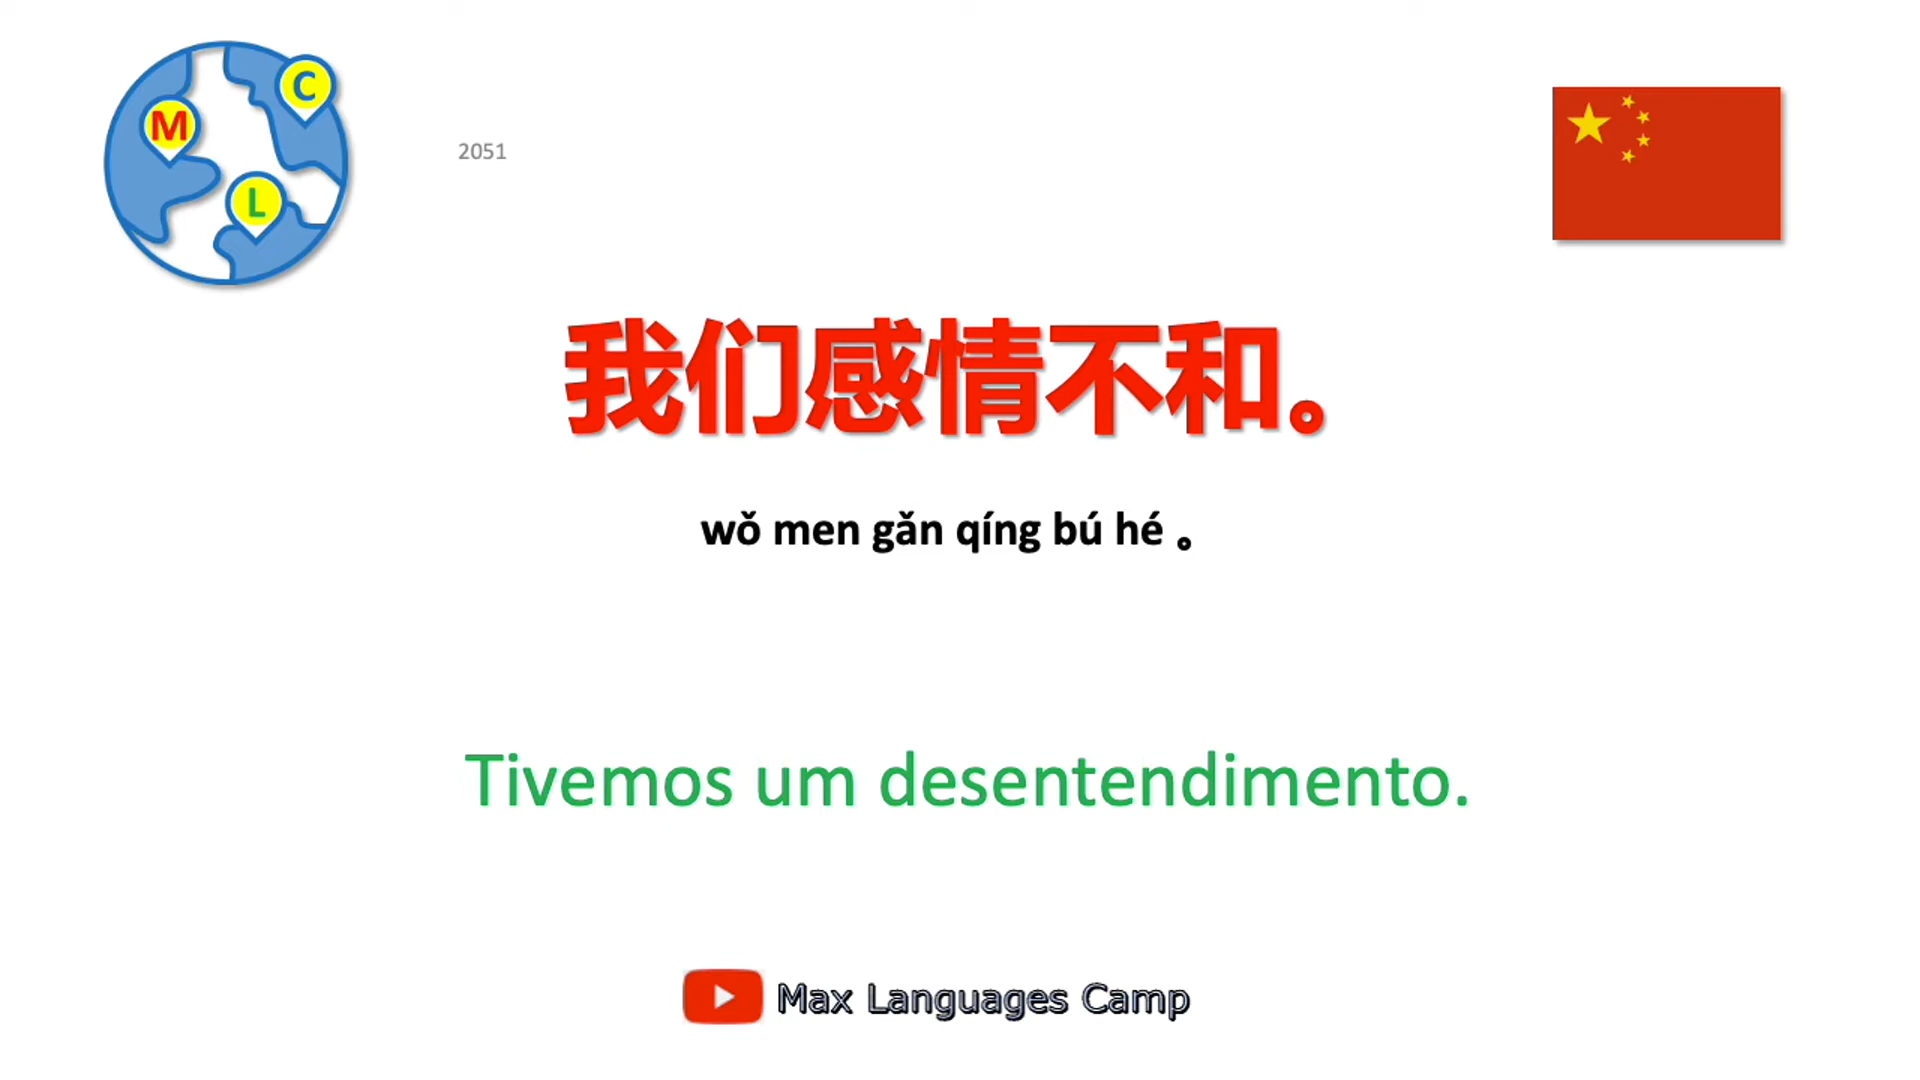 M
C
L
2051
我们感情不和。
wǒ men gǎn qíng bú hé 。
Tivemos um desentendimento.
Max Languages Camp